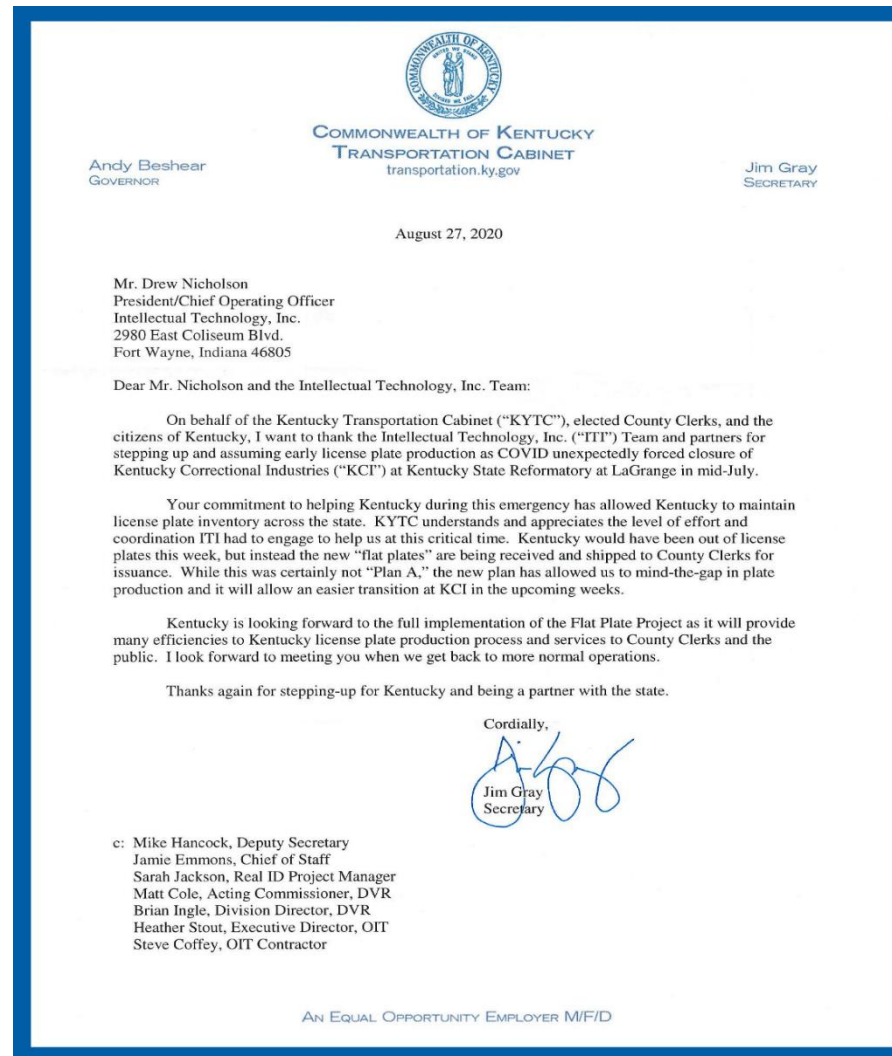 COMMONWEALTH OF KENTUCKY
UNITED WE STAND
DIVIDED WE FALL
COMMONWEALTH OF KENTUCKY
TRANSPORTATION CABINET
transportation.ky.gov
Andy Beshear
GOVERNOR
Jim Gray
SECRETARY
August 27, 2020
Mr. Drew Nicholson
President/Chief Operating Officer
Intellectual Technology, Inc.
2980 East Coliseum Blvd.
Fort Wayne, Indiana 46805
Dear Mr. Nicholson and the Intellectual Technology, Inc. Team:
On behalf of the Kentucky Transportation Cabinet (“KYTC”), elected County Clerks, and the
citizens of Kentucky, I want to thank the Intellectual Technology, Inc. (“ITI”) Team and partners for
stepping up and assuming early license plate production as COVID unexpectedly forced closure of
Kentucky Correctional Industries (“KCI”) at Kentucky State Reformatory at LaGrange in mid-July.
Your commitment to helping Kentucky during this emergency has allowed Kentucky to maintain
license plate inventory across the state. KYTC understands and appreciates the level of effort and
coordination ITI had to engage to help us at this critical time. Kentucky would have been out of license
plates this week, but instead the new “flat plates” are being received and shipped to County Clerks for
issuance. While this was certainly not “Plan A,” the new plan has allowed us to mind-the-gap in plate
production and it will allow an easier transition at KCI in the upcoming weeks.
Kentucky is looking forward to the full implementation of the Flat Plate Project as it will provide
many efficiencies to Kentucky license plate production process and services to County Clerks and the
public. I look forward to meeting you when we get back to more normal operations.
Thanks again for stepping-up for Kentucky and being a partner with the state.
Cordially,
Jim Gray
Secretary
c: Mike Hancock, Deputy Secretary
Jamie Emmons, Chief of Staff
Sarah Jackson, Real ID Project Manager
Matt Cole, Acting Commissioner, DVR
Brian Ingle, Division Director, DVR
Heather Stout, Executive Director, OIT
Steve Coffey, OIT Contractor
AN EQUAL OPPORTUNITY EMPLOYER M/F/D